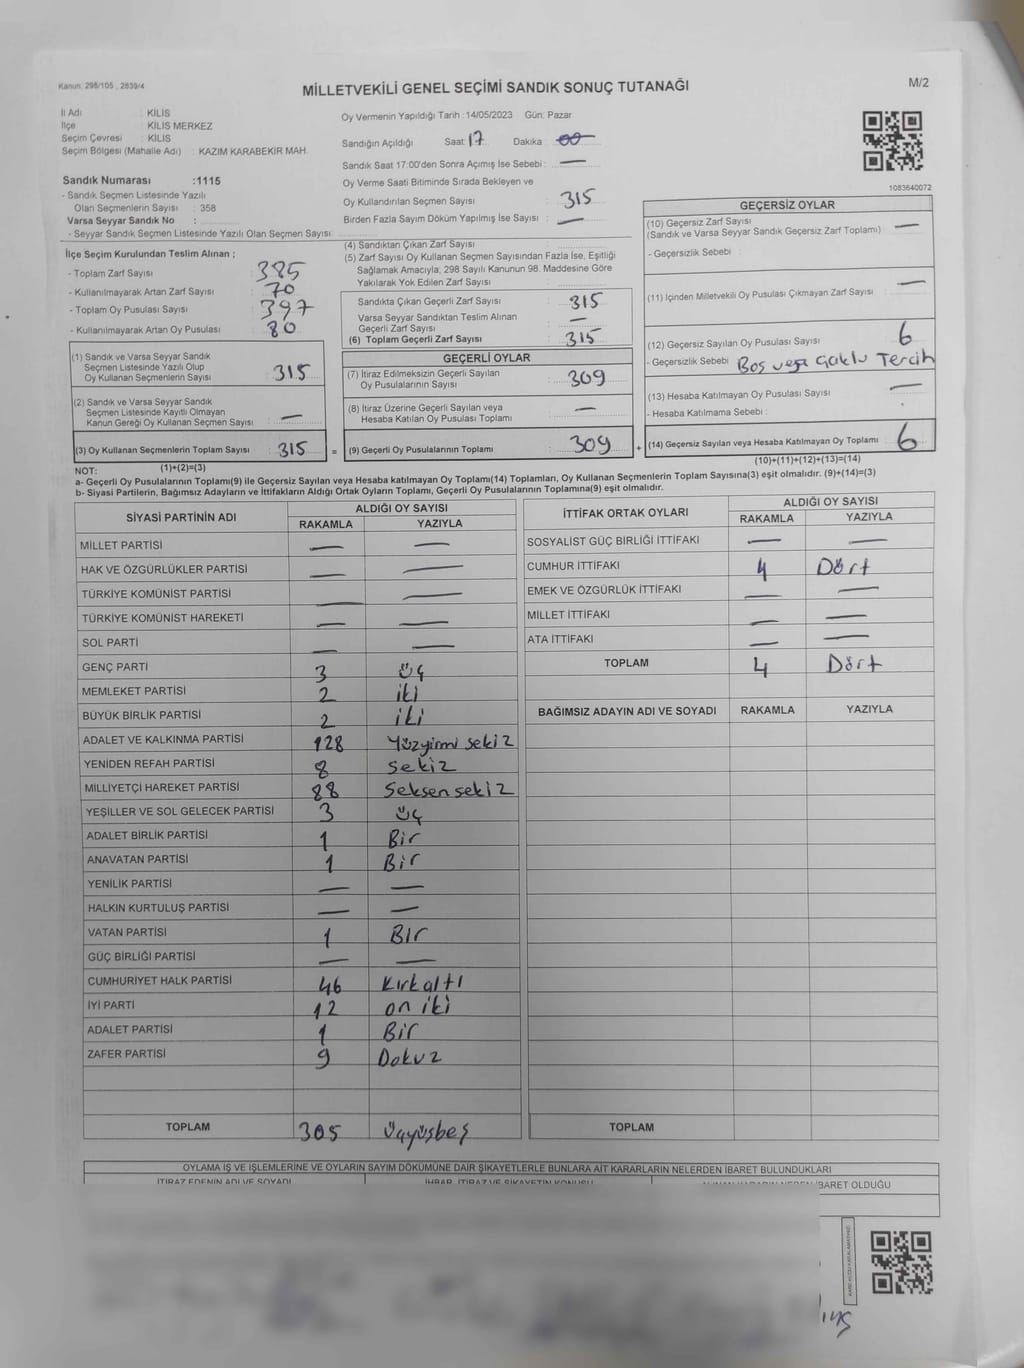 Kanun: 298/105 , 2839/4
MİLLETVEKİLİ GENEL SEÇİMİ SANDIK SONUÇ TUTANAĞI
M/2
İl Adı : KİLİS
İlçe : KİLİS MERKEZ
Seçim Çevresi : KİLİS
Seçim Bölgesi (Mahalle Adı) : KAZIM KARABEKİR MAH.
Sandık Numarası :1115
- Sandık Seçmen Listesinde Yazılı
Olan Seçmenlerin Sayısı : 358
Varsa Seyyar Sandık No :
- Seyyar Sandık Seçmen Listesinde Yazılı Olan Seçmen Sayısı :
Oy Vermenin Yapıldığı Tarih : 14/05/2023 Gün: Pazar
Sandığın Açıldığı Saat 17 Dakika 00
Sandık Saat 17:00'den Sonra Açımış İse Sebebi : —
Oy Verme Saati Bitiminde Sırada Bekleyen ve
Oy Kullandırılan Seçmen Sayısı : 315
Birden Fazla Sayım Döküm Yapılmış İse Sayısı : —
1083640072
İlçe Seçim Kurulundan Teslim Alınan ;
- Toplam Zarf Sayısı : 385
- Kullanılmayarak Artan Zarf Sayısı : 70
- Toplam Oy Pusulası Sayısı : 397
- Kullanılmayarak Artan Oy Pusulası : 80
(4) Sandıktan Çıkan Zarf Sayısı :
(5) Zarf Sayısı Oy Kullanan Seçmen Sayısından Fazla İse, Eşitliği
Sağlamak Amacıyla; 298 Sayılı Kanunun 98. Maddesine Göre
Yakılarak Yok Edilen Zarf Sayısı :
Sandıkta Çıkan Geçerli Zarf Sayısı : 315
Varsa Seyyar Sandıktan Teslim Alınan
Geçerli Zarf Sayısı : —
(6) Toplam Geçerli Zarf Sayısı : 315
GEÇERSİZ OYLAR
(10) Geçersiz Zarf Sayısı : —
(Sandık ve Varsa Seyyar Sandık Geçersiz Zarf Toplamı)
- Geçersizlik Sebebi :
(11) İçinden Milletvekili Oy Pusulası Çıkmayan Zarf Sayısı : —
(12) Geçersiz Sayılan Oy Pusulası Sayısı : 6
- Geçersizlik Sebebi : Boş veya Çoklu Tercih
(13) Hesaba Katılmayan Oy Pusulası Sayısı : —
- Hesaba Katılmama Sebebi :
(1) Sandık ve Varsa Seyyar Sandık
Seçmen Listesinde Yazılı Olup
Oy Kullanan Seçmenlerin Sayısı : 315
(2) Sandık ve Varsa Seyyar Sandık
Seçmen Listesinde Kayıtlı Olmayan
Kanun Gereği Oy Kullanan Seçmen Sayısı : —
(3) Oy Kullanan Seçmenlerin Toplam Sayısı : 315
GEÇERLİ OYLAR
(7) İtiraz Edilmeksizin Geçerli Sayılan
Oy Pusulalarının Sayısı : 309
(8) İtiraz Üzerine Geçerli Sayılan veya
Hesaba Katılan Oy Pusulası Toplamı : —
= (9) Geçerli Oy Pusulalarının Toplamı : 309
+ (14) Geçersiz Sayılan veya Hesaba Katılmayan Oy Toplamı : 6
(1)+(2)=(3)
(10)+(11)+(12)+(13)=(14)
NOT:
a- Geçerli Oy Pusulalarının Toplamı(9) ile Geçersiz Sayılan veya Hesaba katılmayan Oy Toplamı(14) Toplamları, Oy Kullanan Seçmenlerin Toplam Sayısına(3) eşit olmalıdır. (9)+(14)=(3)
b- Siyasi Partilerin, Bağımsız Adayların ve İttifakların Aldığı Ortak Oyların Toplamı, Geçerli Oy Pusulalarının Toplamına(9) eşit olmalıdır.
SİYASİ PARTİNİN ADI ALDIĞI OY SAYISI
RAKAMLA YAZIYLA
MİLLET PARTİSİ — —
HAK VE ÖZGÜRLÜKLER PARTİSİ — —
TÜRKİYE KOMÜNİST PARTİSİ — —
TÜRKİYE KOMÜNİST HAREKETİ — —
SOL PARTİ — —
GENÇ PARTİ 3 üç
MEMLEKET PARTİSİ 2 iki
BÜYÜK BİRLİK PARTİSİ 2 iki
ADALET VE KALKINMA PARTİSİ 128 Yüzyirmi sekiz
YENİDEN REFAH PARTİSİ 8 sekiz
MİLLİYETÇİ HAREKET PARTİSİ 88 Seksen sekiz
YEŞİLLER VE SOL GELECEK PARTİSİ 3 üç
ADALET BİRLİK PARTİSİ 1 Bir
ANAVATAN PARTİSİ 1 Bir
YENİLİK PARTİSİ — —
HALKIN KURTULUŞ PARTİSİ — —
VATAN PARTİSİ 1 Bir
GÜÇ BİRLİĞİ PARTİSİ — —
CUMHURİYET HALK PARTİSİ 46 Kırkaltı
İYİ PARTİ 12 on iki
ADALET PARTİSİ 1 Bir
ZAFER PARTİSİ 9 Dokuz
TOPLAM 305 üçyüzbeş
İTTİFAK ORTAK OYLARI ALDIĞI OY SAYISI
RAKAMLA YAZIYLA
SOSYALİST GÜÇ BİRLİĞİ İTTİFAKI — —
CUMHUR İTTİFAKI 4 Dört
EMEK VE ÖZGÜRLÜK İTTİFAKI — —
MİLLET İTTİFAKI — —
ATA İTTİFAKI — —
TOPLAM 4 Dört
BAĞIMSIZ ADAYIN ADI VE SOYADI RAKAMLA YAZIYLA
TOPLAM
OYLAMA İŞ VE İŞLEMLERİNE VE OYLARIN SAYIM DÖKÜMÜNE DAİR ŞİKAYETLERLE BUNLARA AİT KARARLARIN NELERDEN İBARET BULUNDUKLARI
İTİRAZ EDENİN ADI VE SOYADI İHBAR, İTİRAZ VE ŞİKAYETİN KONUSU İBARET OLDUĞU